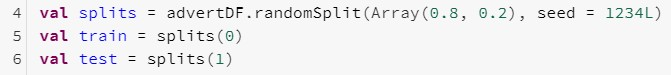 4 val splits = advertDF.randomSplit(Array(0.8, 0.2), seed = 1234L)
5 val train = splits(0)
6 val test = splits(1)